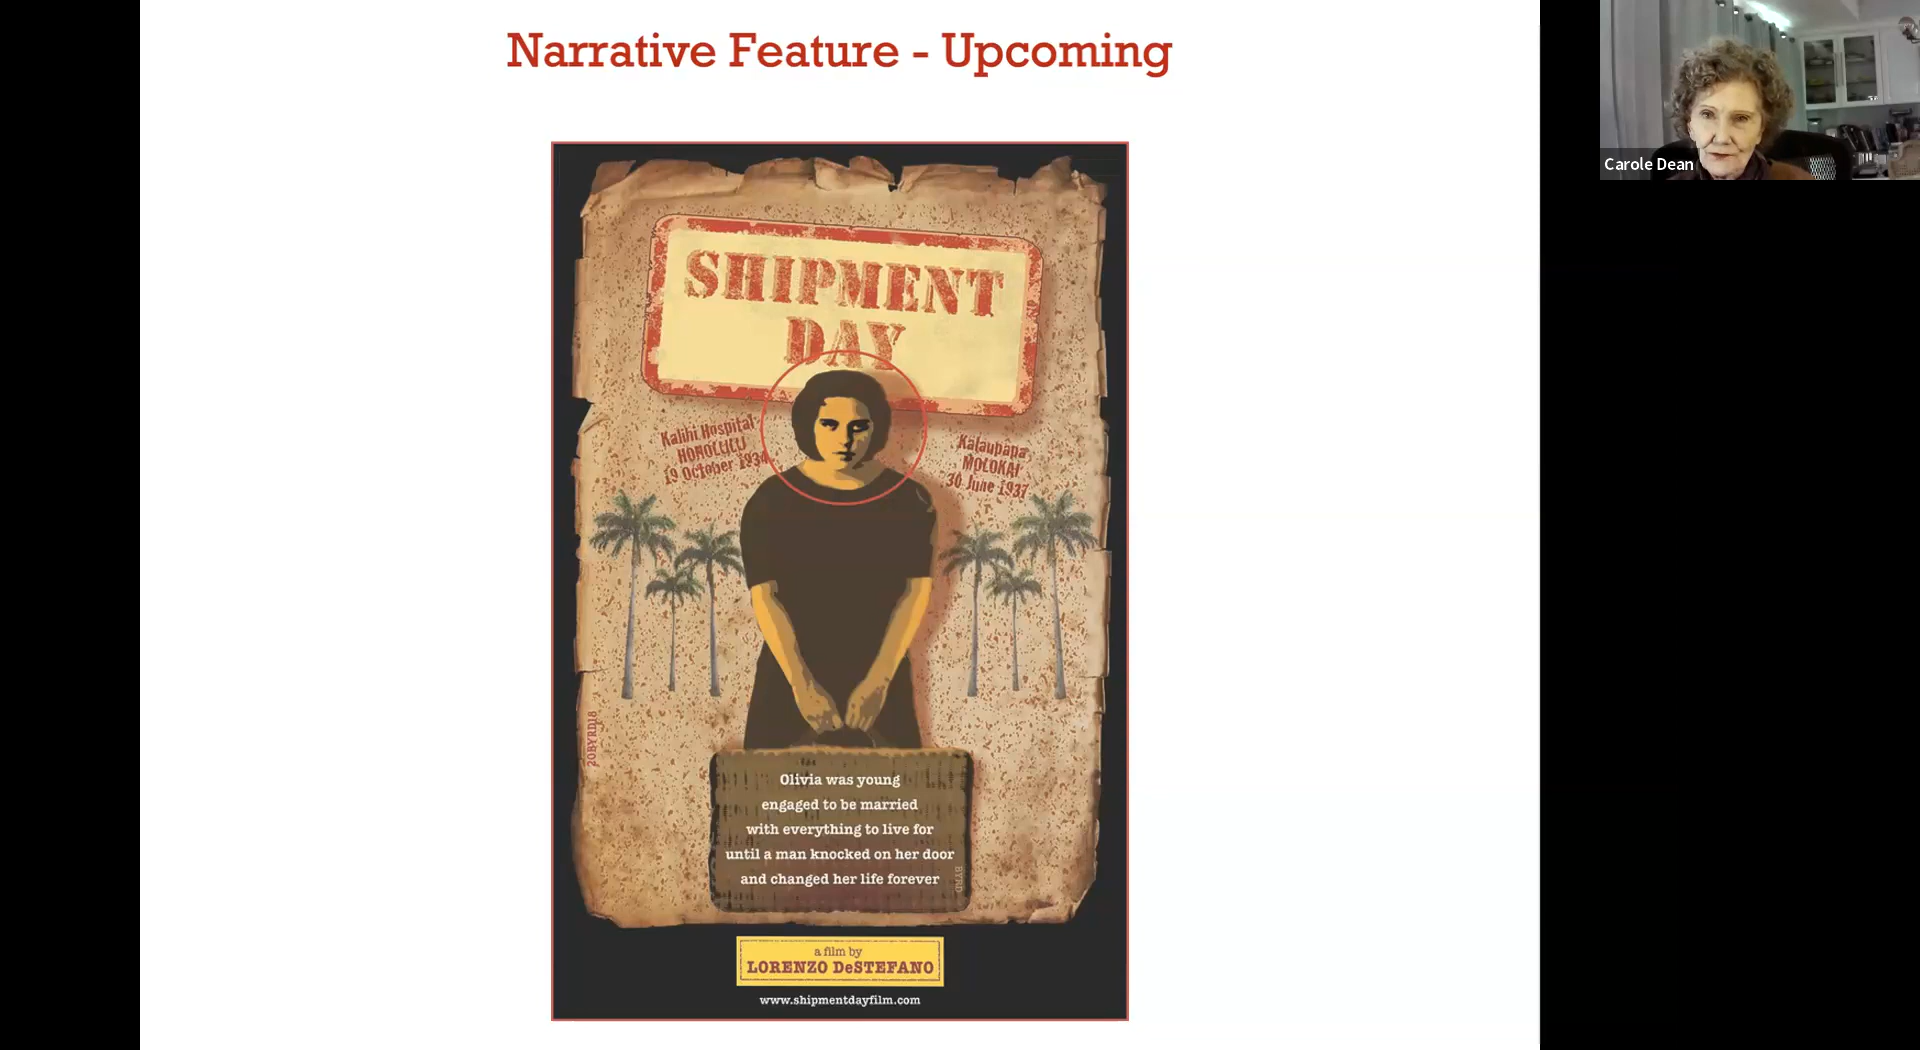 Narrative Feature - Upcoming
Carole Dean
SHIPMENT
DAY
Kalihi Hospital
HONOLULU
19 October 1934
Kalaupapa
MOLOKAI
30 June 1937
20BYRD18
Olivia was young
engaged to be married
with everything to live for
until a man knocked on her door
and changed her life forever
BYRD
a film by
LORENZO DeSTEFANO
www.shipmentdayfilm.com